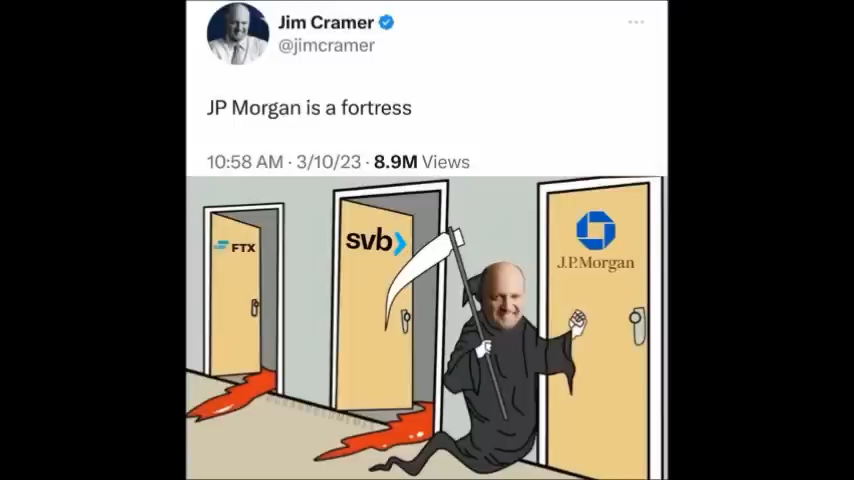 Jim Cramer
@jimcramer
JP Morgan is a fortress
10:58 AM · 3/10/23 · 8.9M Views
FTX
svb
J.P.Morgan